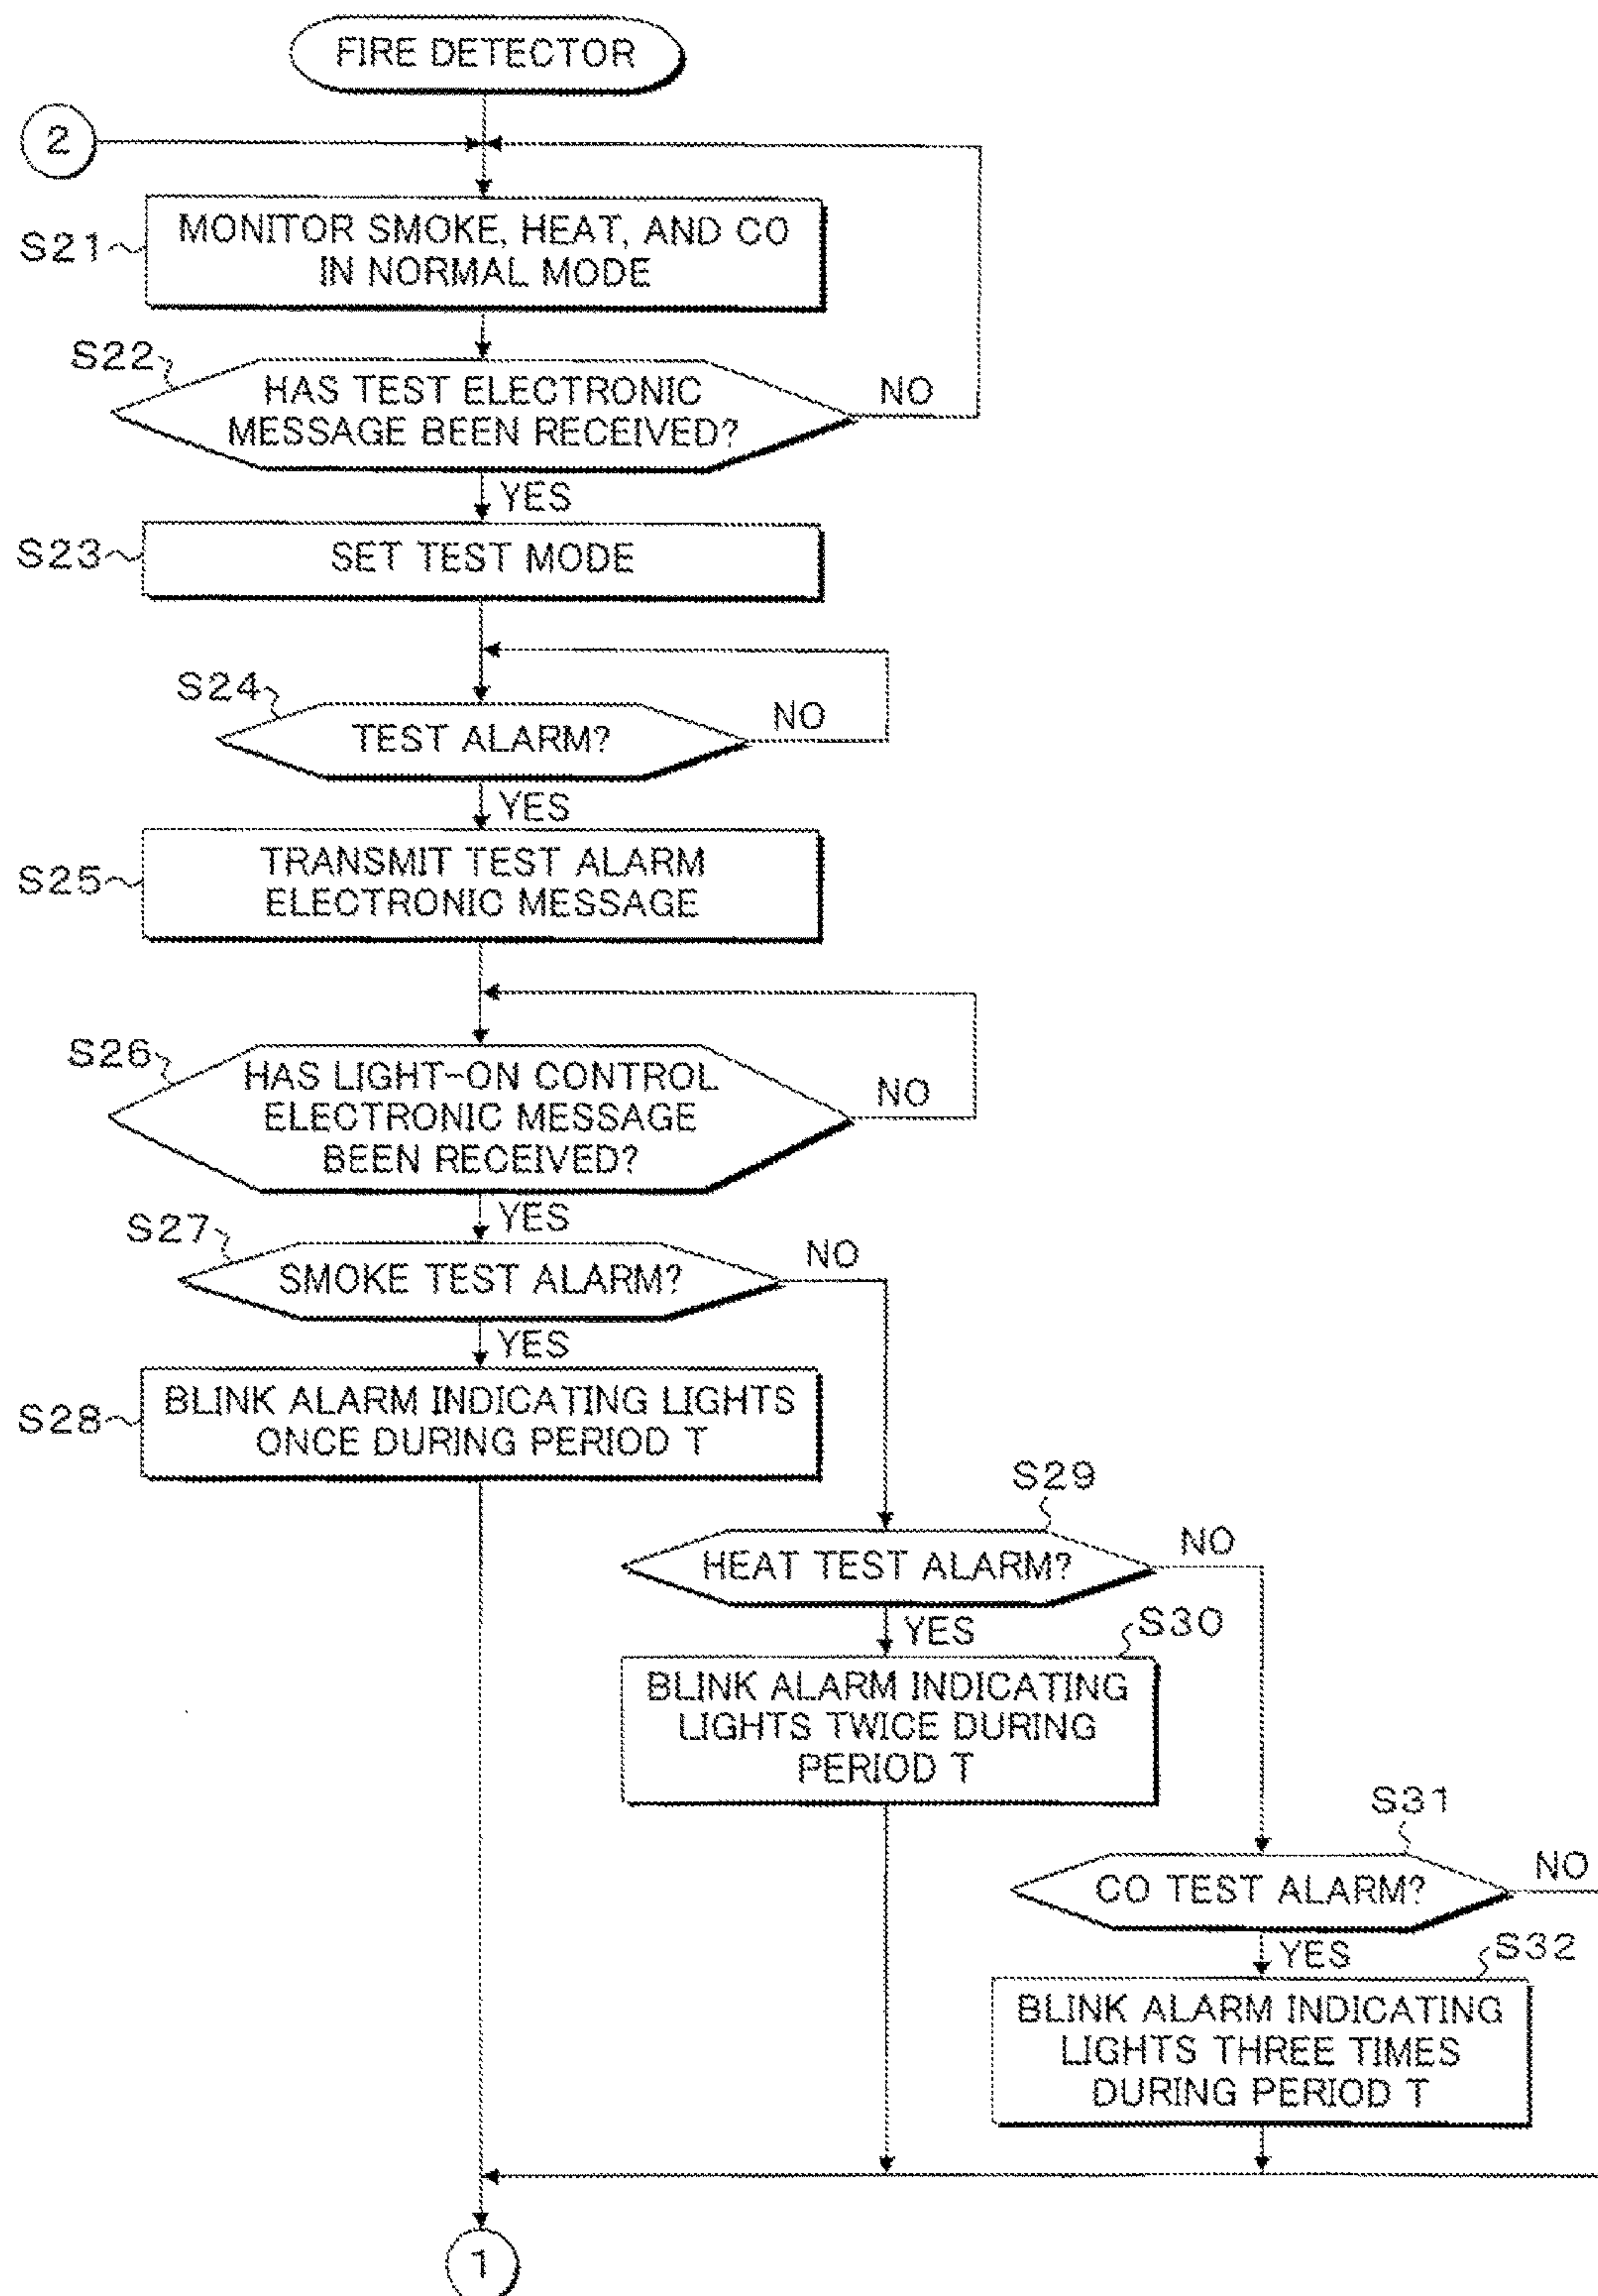 FIRE DETECTOR
2
S21
MONITOR SMOKE, HEAT, AND CO
IN NORMAL MODE
S22
HAS TEST ELECTRONIC
MESSAGE BEEN RECEIVED?
NO
YES
S23
SET TEST MODE
S24
TEST ALARM?
NO
YES
S25
TRANSMIT TEST ALARM
ELECTRONIC MESSAGE
S26
HAS LIGHT-ON CONTROL
ELECTRONIC MESSAGE
BEEN RECEIVED?
NO
YES
S27
SMOKE TEST ALARM?
NO
YES
S28
BLINK ALARM INDICATING LIGHTS
ONCE DURING PERIOD T
S29
HEAT TEST ALARM?
NO
YES
S30
BLINK ALARM INDICATING
LIGHTS TWICE DURING
PERIOD T
S31
CO TEST ALARM?
NO
YES
S32
BLINK ALARM INDICATING
LIGHTS THREE TIMES
DURING PERIOD T
1